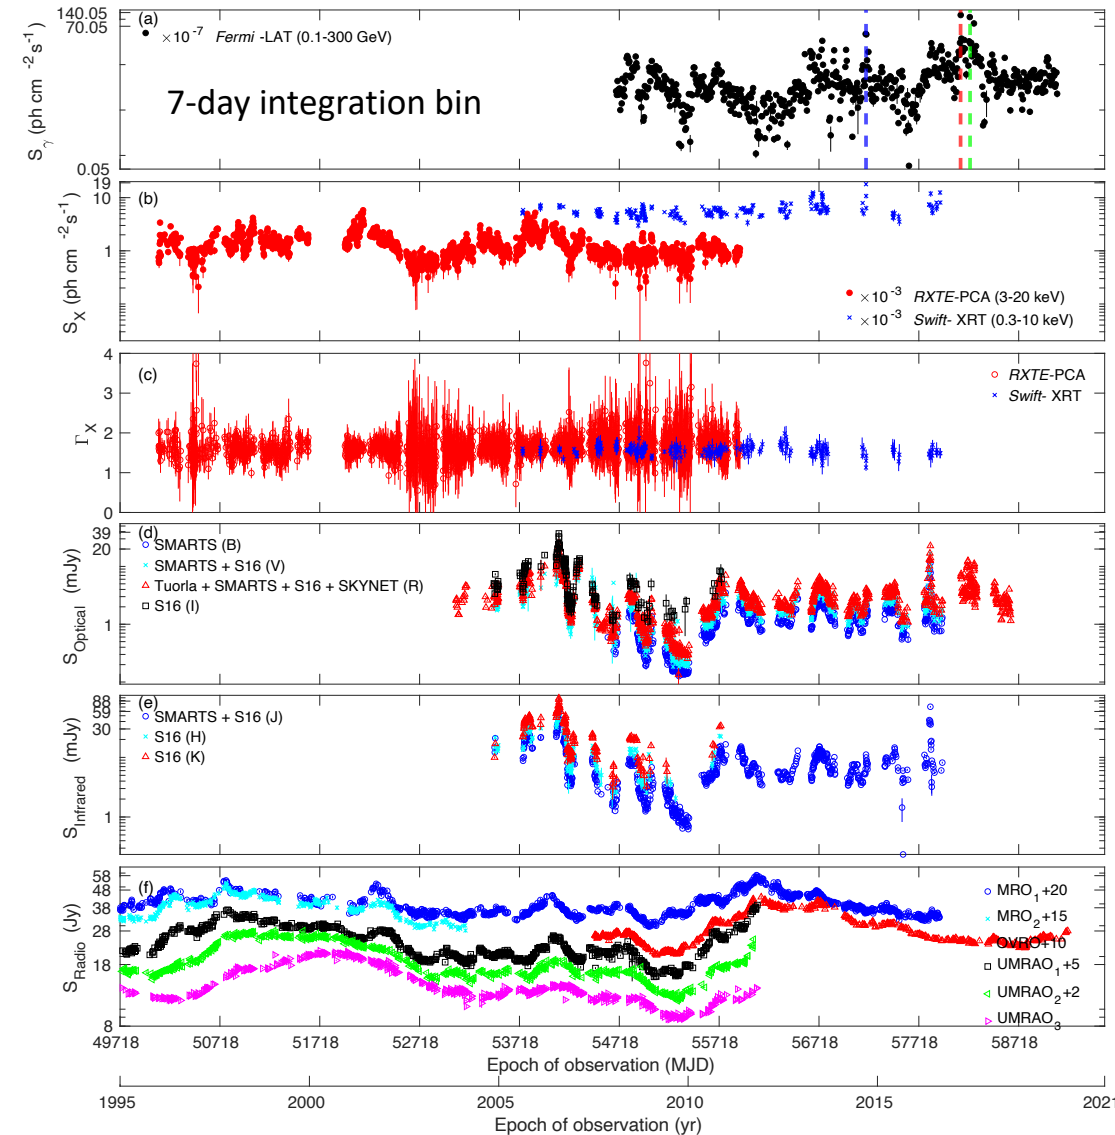 (a)
140.05
70.05
0.05
S_γ (ph cm ⁻²s⁻¹)
×10⁻⁷ Fermi -LAT (0.1-300 GeV)
7-day integration bin
(b)
19
10
1
S_X (ph cm ⁻²s⁻¹)
×10⁻³ RXTE-PCA (3-20 keV)
×10⁻³ Swift- XRT (0.3-10 keV)
(c)
4
3
2
1
0
Γ_X
RXTE-PCA
Swift- XRT
(d)
39
20
1
S_Optical (mJy)
SMARTS (B)
SMARTS + S16 (V)
Tuorla + SMARTS + S16 + SKYNET (R)
S16 (I)
(e)
88
59
30
1
S_Infrared (mJy)
SMARTS + S16 (J)
S16 (H)
S16 (K)
(f)
58
48
38
28
18
8
S_Radio (Jy)
MRO₁+20
MRO₂+15
OVRO+10
UMRAO₁+5
UMRAO₂+2
UMRAO₃
49718 50718 51718 52718 53718 54718 55718 56718 57718 58718
Epoch of observation (MJD)
1995 2000 2005 2010 2015 2021
Epoch of observation (yr)